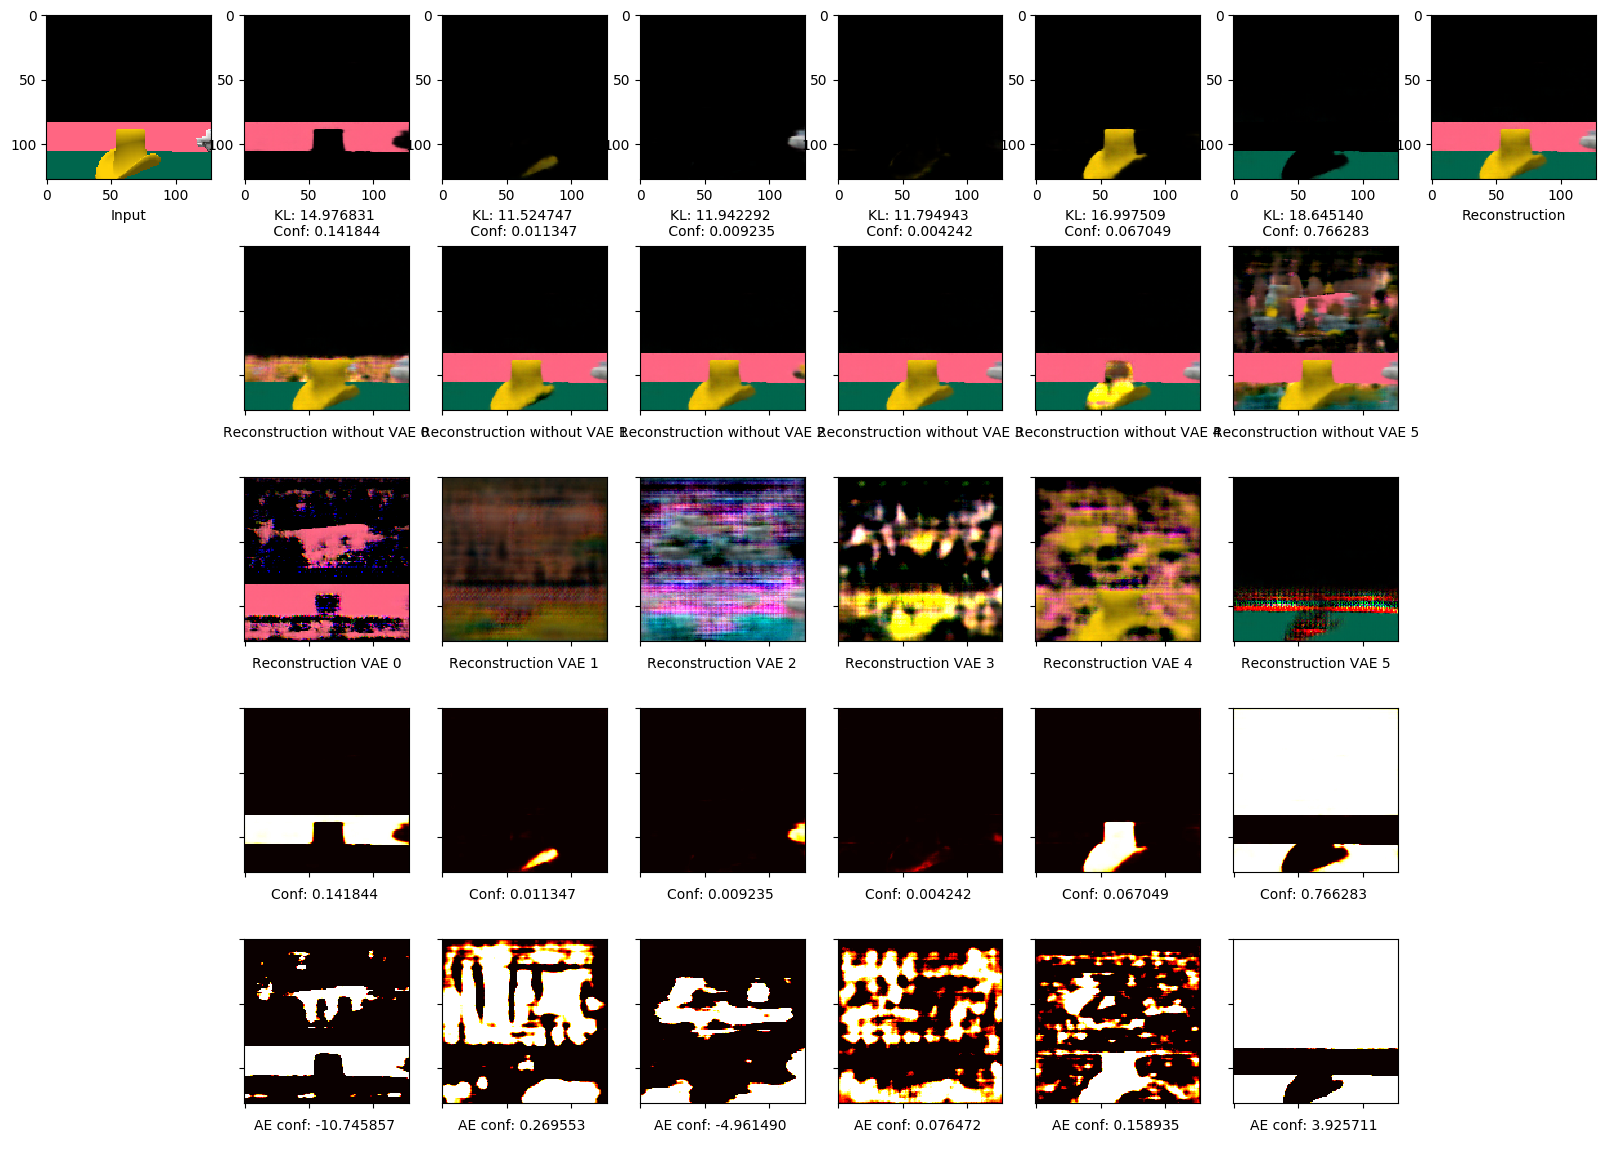 0 0 0 0 0 0 0 0
50 50 50 50 50 50 50 50
100 100 100 100 100 100 100 100
0 100 0 100 0 100 0 100 0 100 0 100 0 100 0 100
Input KL: 14.976831 KL: 11.524747 KL: 11.942292 KL: 11.794943 KL: 16.997509 KL: 18.645140 Reconstruction
Conf: 0.141844 Conf: 0.011347 Conf: 0.009235 Conf: 0.004242 Conf: 0.067049 Conf: 0.766283
Reconstruction without VAE 0 Reconstruction without VAE 1 Reconstruction without VAE 2 Reconstruction without VAE 3 Reconstruction without VAE 4 Reconstruction without VAE 5
Reconstruction VAE 0 Reconstruction VAE 1 Reconstruction VAE 2 Reconstruction VAE 3 Reconstruction VAE 4 Reconstruction VAE 5
Conf: 0.141844 Conf: 0.011347 Conf: 0.009235 Conf: 0.004242 Conf: 0.067049 Conf: 0.766283
AE conf: -10.745857 AE conf: 0.269553 AE conf: -4.961490 AE conf: 0.076472 AE conf: 0.158935 AE conf: 3.925711